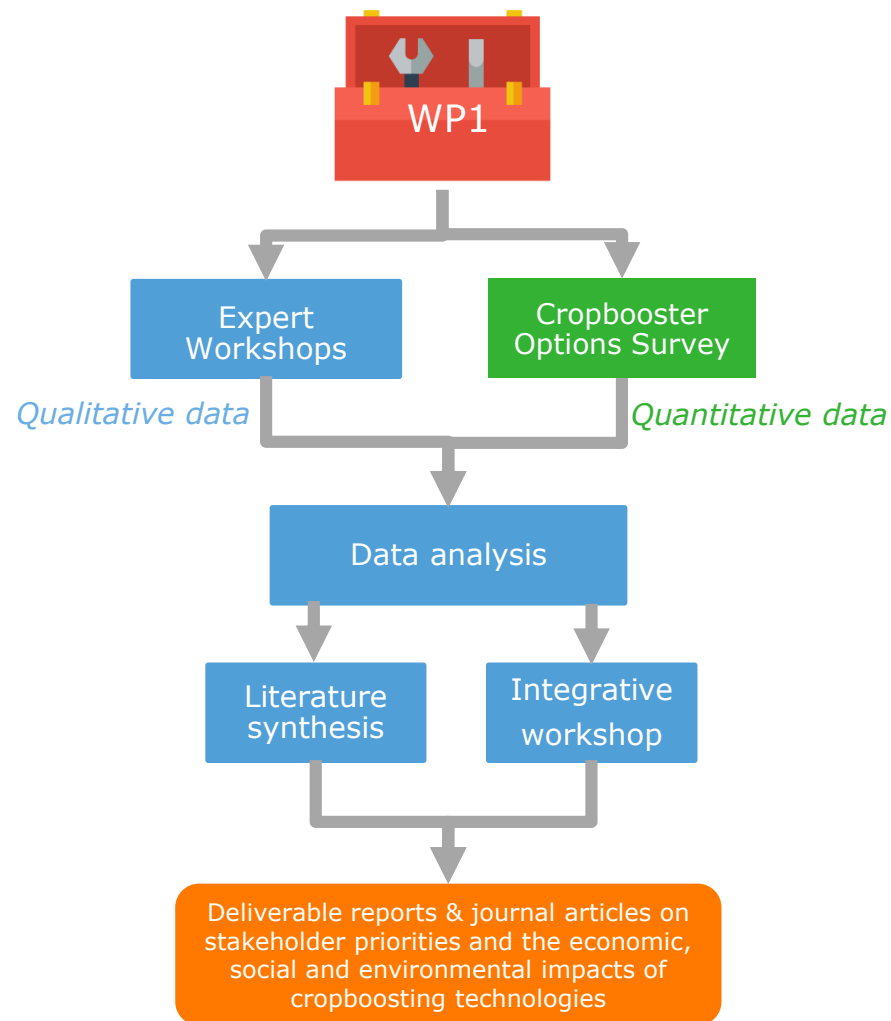 WP1
Expert
Workshops
Cropbooster
Options Survey
Qualitative data
Quantitative data
Data analysis
Literature
synthesis
Integrative
workshop
Deliverable reports & journal articles on
stakeholder priorities and the economic,
social and environmental impacts of
cropboosting technologies